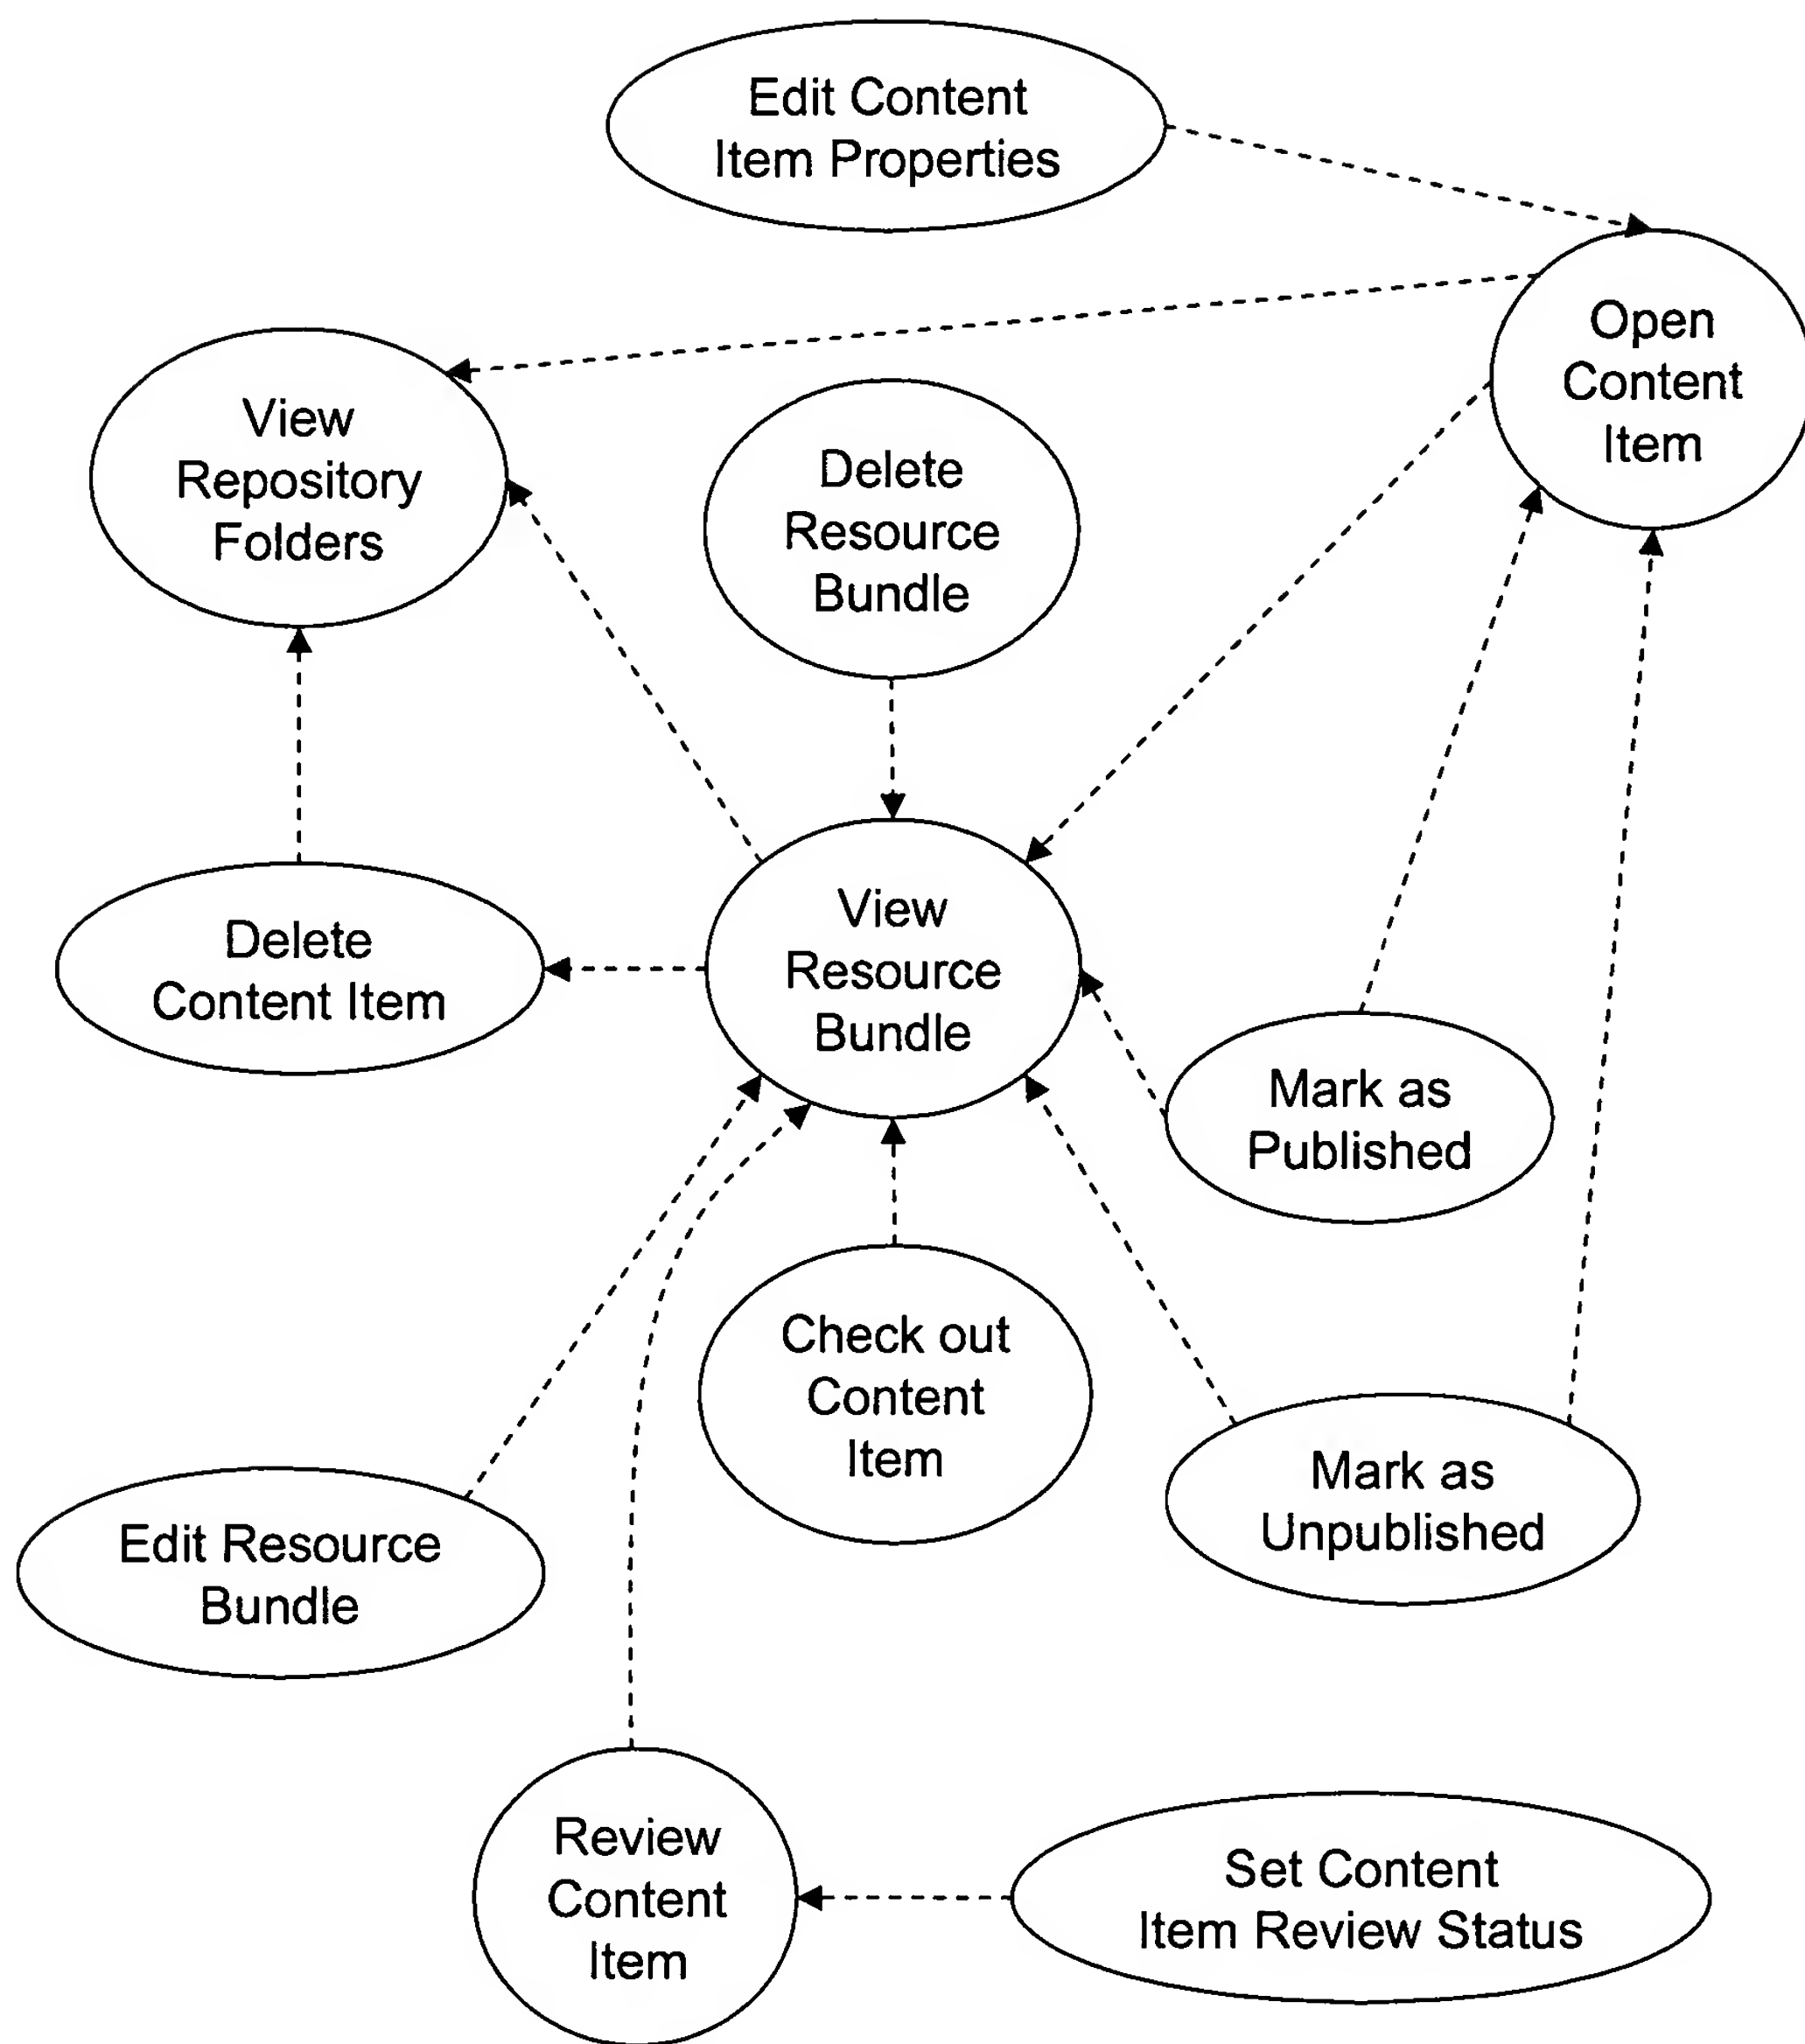 Edit Content
Item Properties
Open
Content
Item
View
Repository
Folders
Delete
Resource
Bundle
View
Resource
Bundle
Delete
Content Item
Mark as
Published
Check out
Content
Item
Mark as
Unpublished
Edit Resource
Bundle
Review
Content
Item
Set Content
Item Review Status